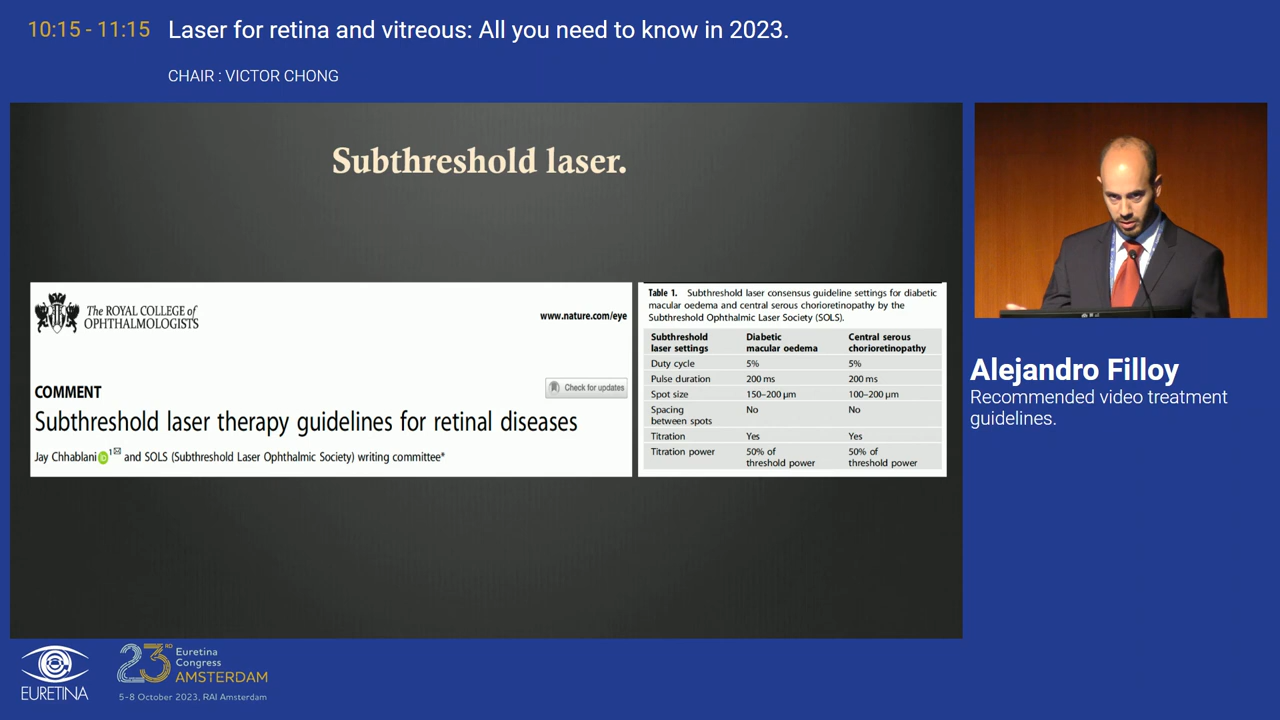 10:15 - 11:15 Laser for retina and vitreous: All you need to know in 2023.
CHAIR : VICTOR CHONG
Subthreshold laser.
The ROYAL COLLEGE of
OPHTHALMOLOGISTS
www.nature.com/eye
Check for updates
COMMENT
Subthreshold laser therapy guidelines for retinal diseases
Jay Chhablani iD 1✉ and SOLS (Subthreshold Laser Ophthalmic Society) writing committee*
Table 1. Subthreshold laser consensus guideline settings for diabetic
macular oedema and central serous chorioretinopathy by the
Subthreshold Ophthalmic Laser Society (SOLS).
Subthreshold Diabetic Central serous
laser settings macular oedema chorioretinopathy
Duty cycle 5% 5%
Pulse duration 200 ms 200 ms
Spot size 150–200 μm 100–200 μm
Spacing No No
between spots
Titration Yes Yes
Titration power 50% of 50% of
threshold power threshold power
Alejandro Filloy
Recommended video treatment
guidelines.
EURETINA
23RD
Euretina
Congress
AMSTERDAM
5-8 October 2023, RAI Amsterdam